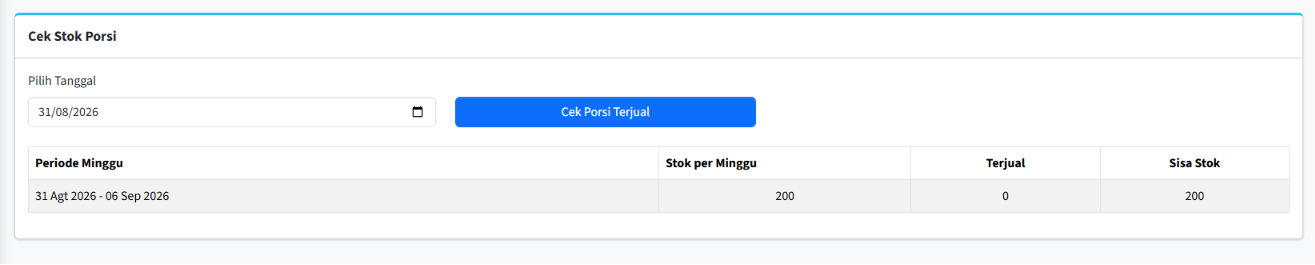 Cek Stok Porsi
Pilih Tanggal
31/08/2026
Cek Porsi Terjual
Periode Minggu Stok per Minggu Terjual Sisa Stok
31 Agt 2026 - 06 Sep 2026 200 0 200